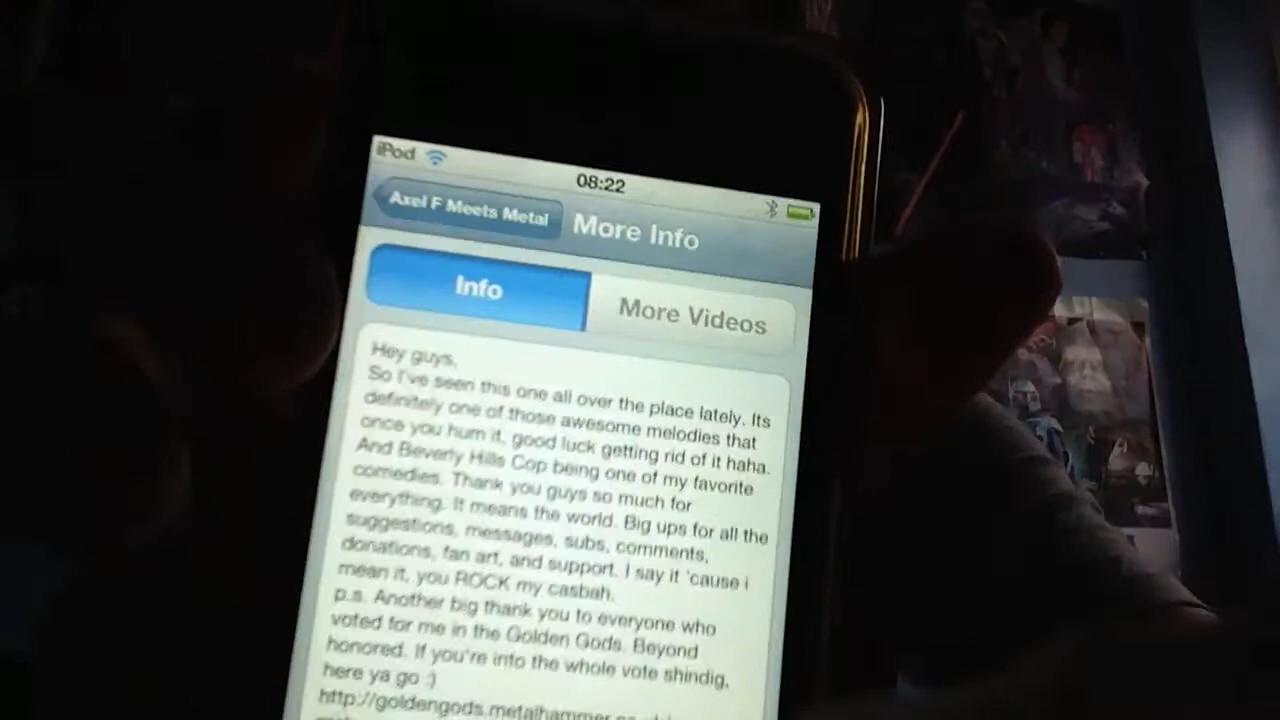 iPod
08:22
Axel F Meets Metal
More Info
Info
More Videos
Hey guys,
So I've seen this one all over the place lately. Its
definitely one of those awesome melodies that
once you hum it, good luck getting rid of it haha.
And Beverly Hills Cop being one of my favorite
comedies. Thank you guys so much for
everything. It means the world. Big ups for all the
suggestions, messages, subs, comments,
donations, fan art, and support. I say it 'cause i
mean it, you ROCK my casbah.
p.s. Another big thank you to everyone who
voted for me in the Golden Gods. Beyond
honored. If you're into the whole vote shindig,
here ya go :)
http://goldengods.metalhammer.co.uk/